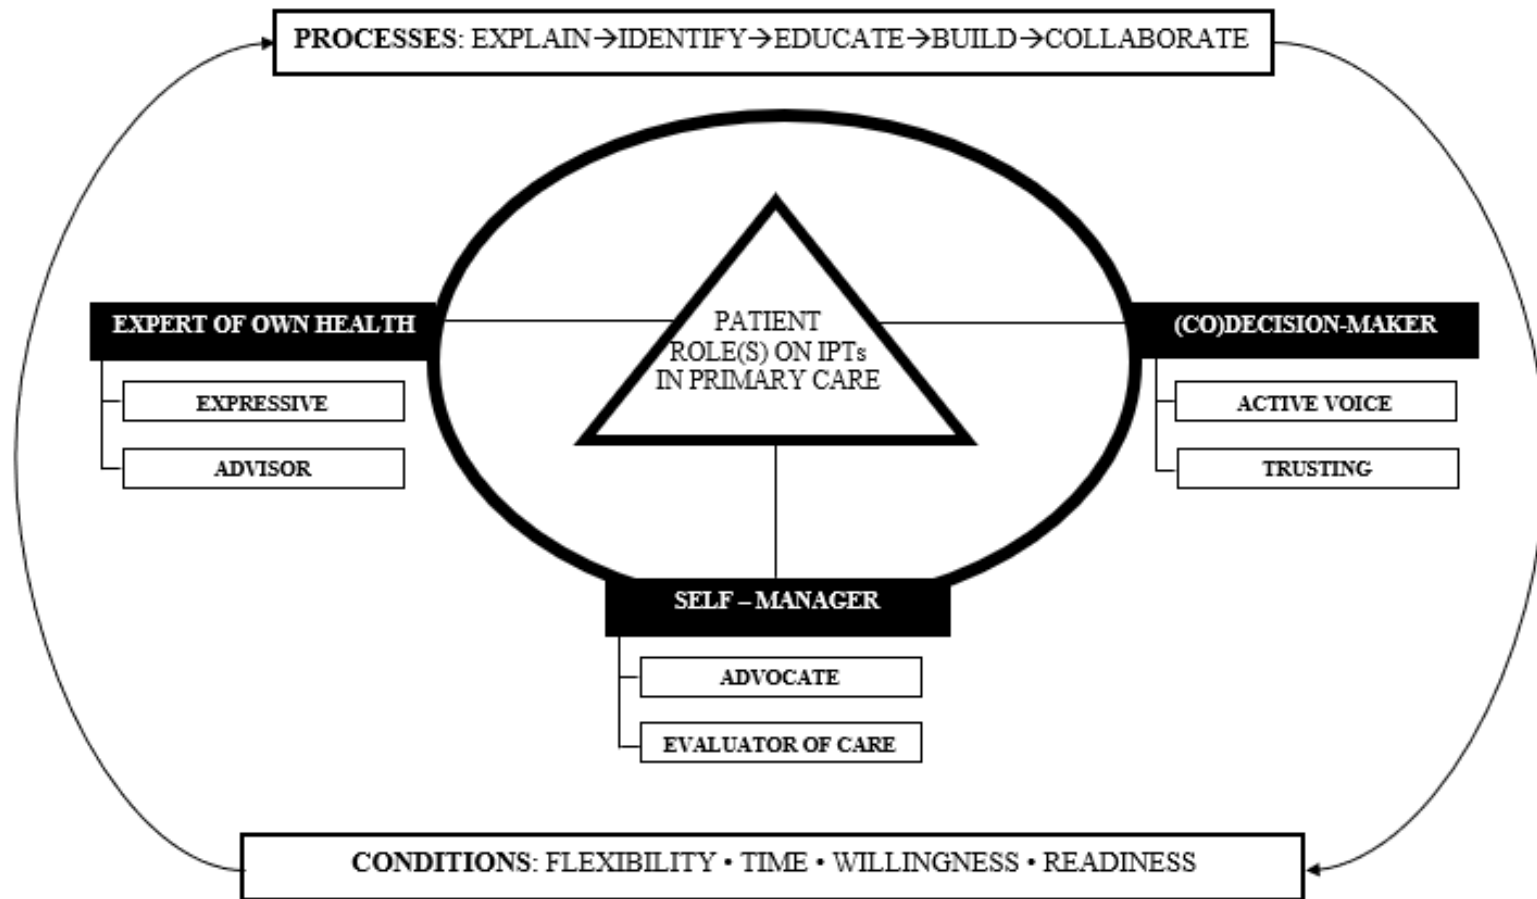 PROCESSES: EXPLAIN→IDENTIFY→EDUCATE→BUILD→COLLABORATE
PATIENT
ROLE(S) ON IPTs
IN PRIMARY CARE
EXPERT OF OWN HEALTH
EXPRESSIVE
ADVISOR
(CO)DECISION-MAKER
ACTIVE VOICE
TRUSTING
SELF – MANAGER
ADVOCATE
EVALUATOR OF CARE
CONDITIONS: FLEXIBILITY • TIME • WILLINGNESS • READINESS